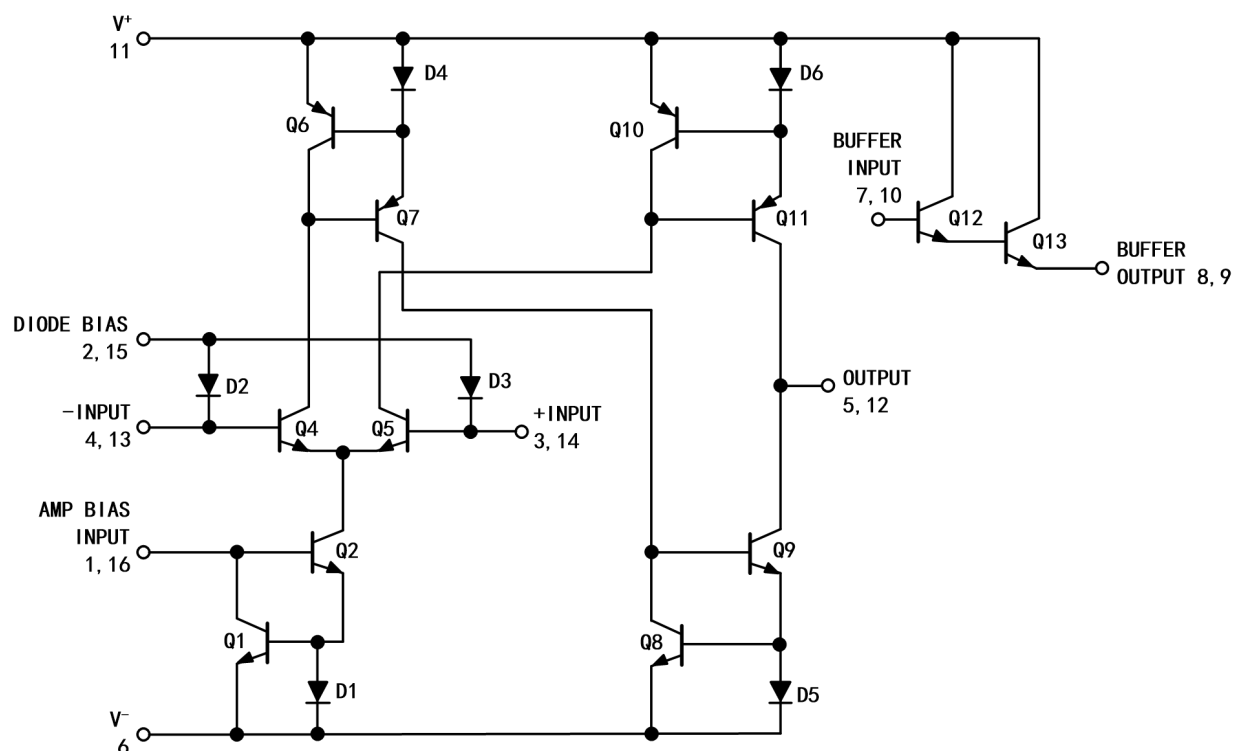 V+
11
D4
D6
Q6
Q10
BUFFER
INPUT
7, 10
Q7
Q11
Q12
Q13
BUFFER
OUTPUT 8, 9
DIODE BIAS
2, 15
D2
D3
OUTPUT
5, 12
-INPUT
4, 13
Q4
Q5
+INPUT
3, 14
AMP BIAS
INPUT
1, 16
Q2
Q9
Q1
Q8
D1
D5
V-
6